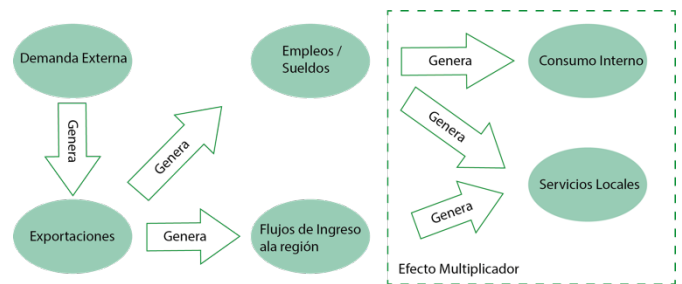 Demanda Externa
Empleos /
Sueldos
Genera
Consumo Interno
Genera
Genera
Genera
Servicios Locales
Exportaciones
Genera
Flujos de Ingreso
ala región
Genera
Efecto Multiplicador